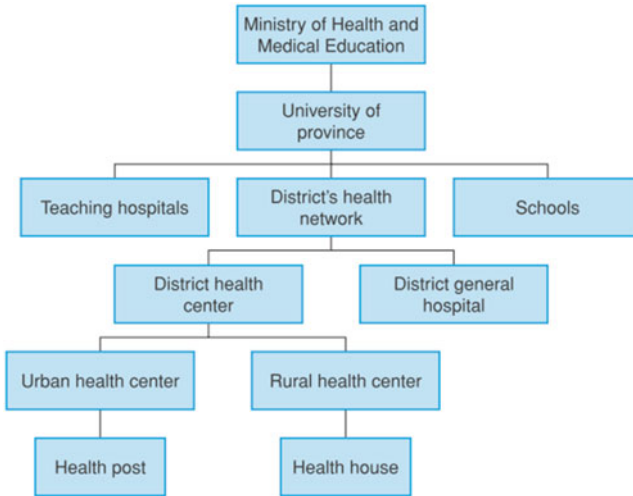 Ministry of Health and
Medical Education
University of
province
Teaching hospitals
District's health
network
Schools
District health
center
District general
hospital
Urban health center
Rural health center
Health post
Health house